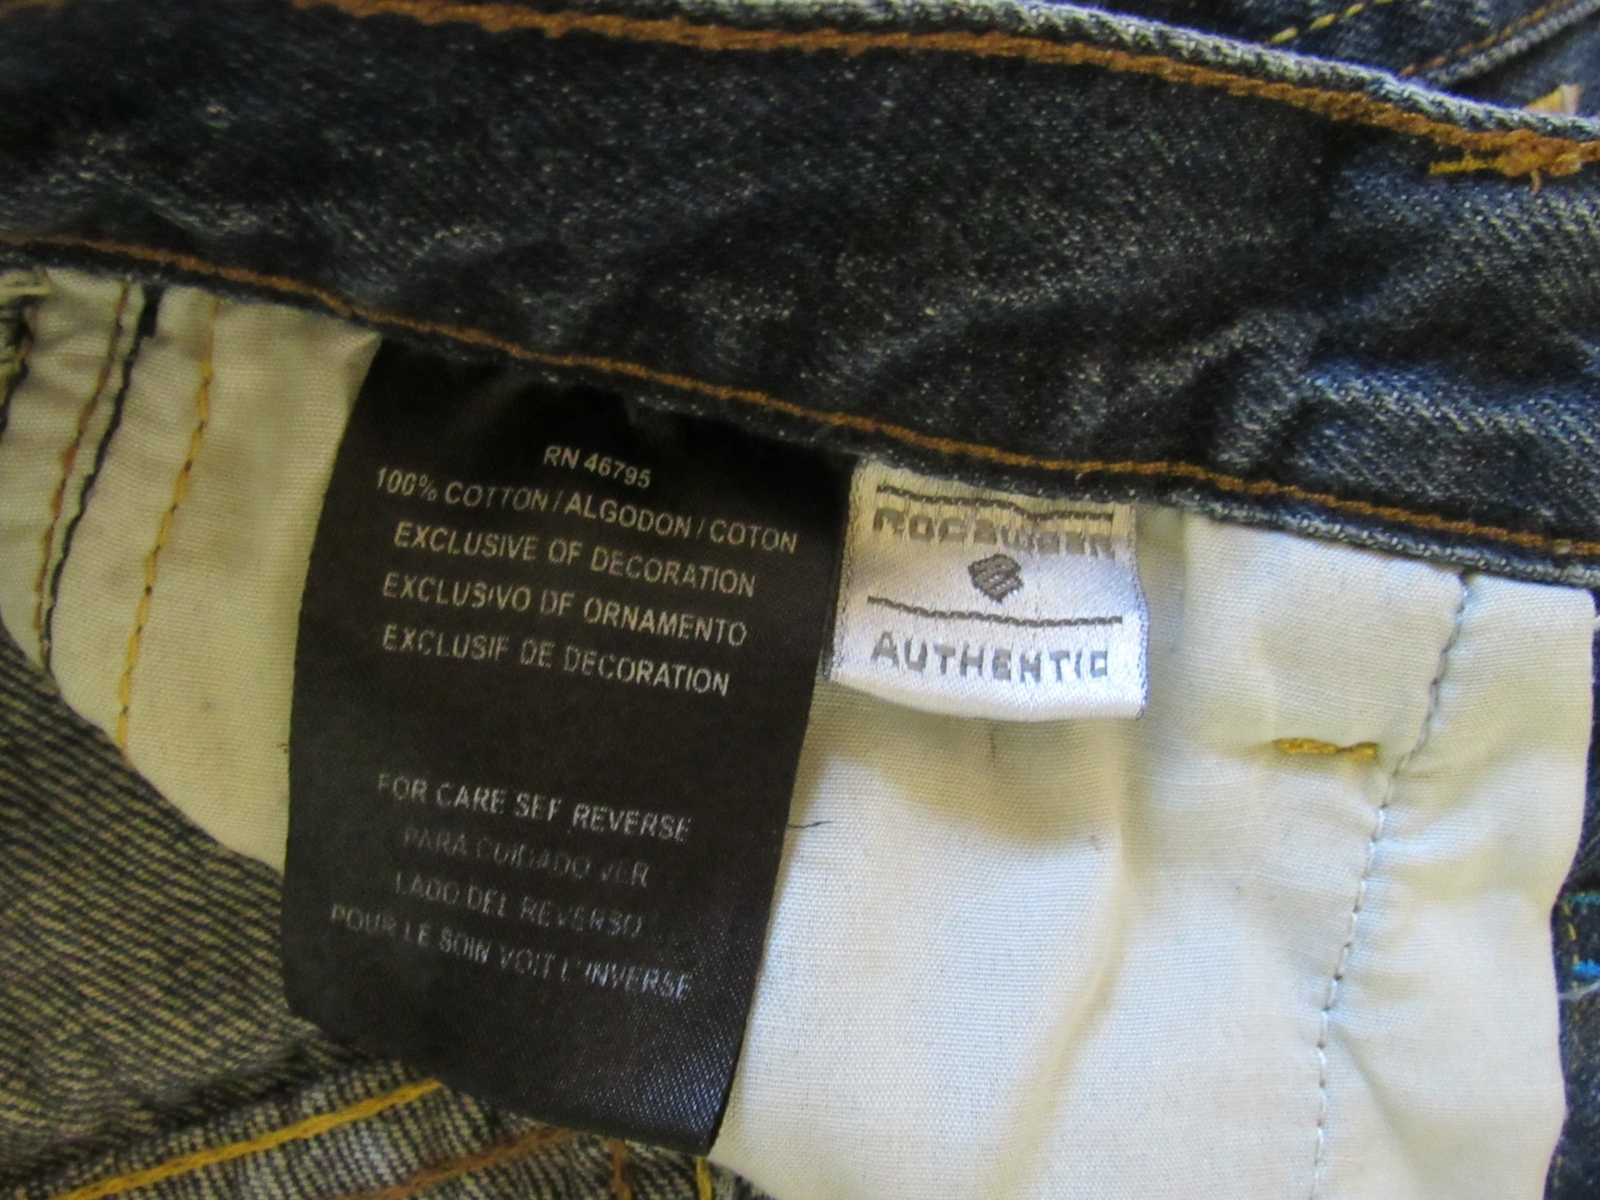 RN 46795
100% COTTON / ALGODON / COTON
EXCLUSIVE OF DECORATION
EXCLUSIVO DE ORNAMENTO
EXCLUSIF DE DECORATION
FOR CARE SEE REVERSE
PARA CUIDADO VER
LADO DEL REVERSO
POUR LE SOIN VOIT L'INVERSE
ROCAWEAR
AUTHENTIC